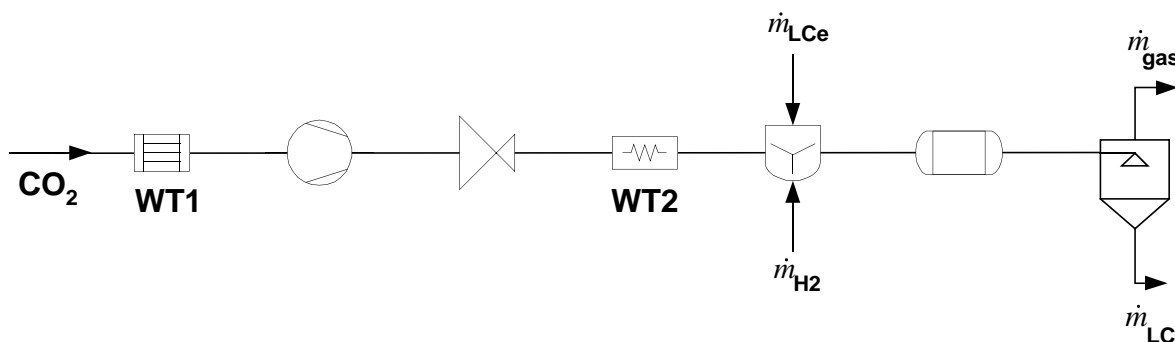 ṁLCe
ṁgas
CO₂
WT1
WT2
ṁH2
ṁLC